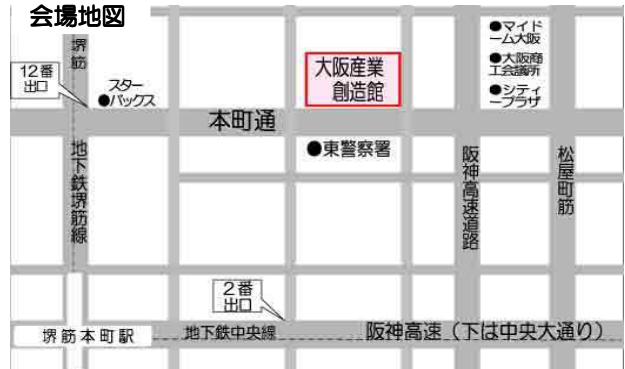 会場地図
堺筋
12番
出口
スター
●バックス
大阪産業
創造館
●マイド
ーム大阪
●大阪商
工会議所
●シティ
ープラザ
本町通
●東警察署
地下鉄堺筋線
阪神高速道路
松屋町筋
2番
出口
堺筋本町駅
地下鉄中央線
阪神高速（下は中央大通り）